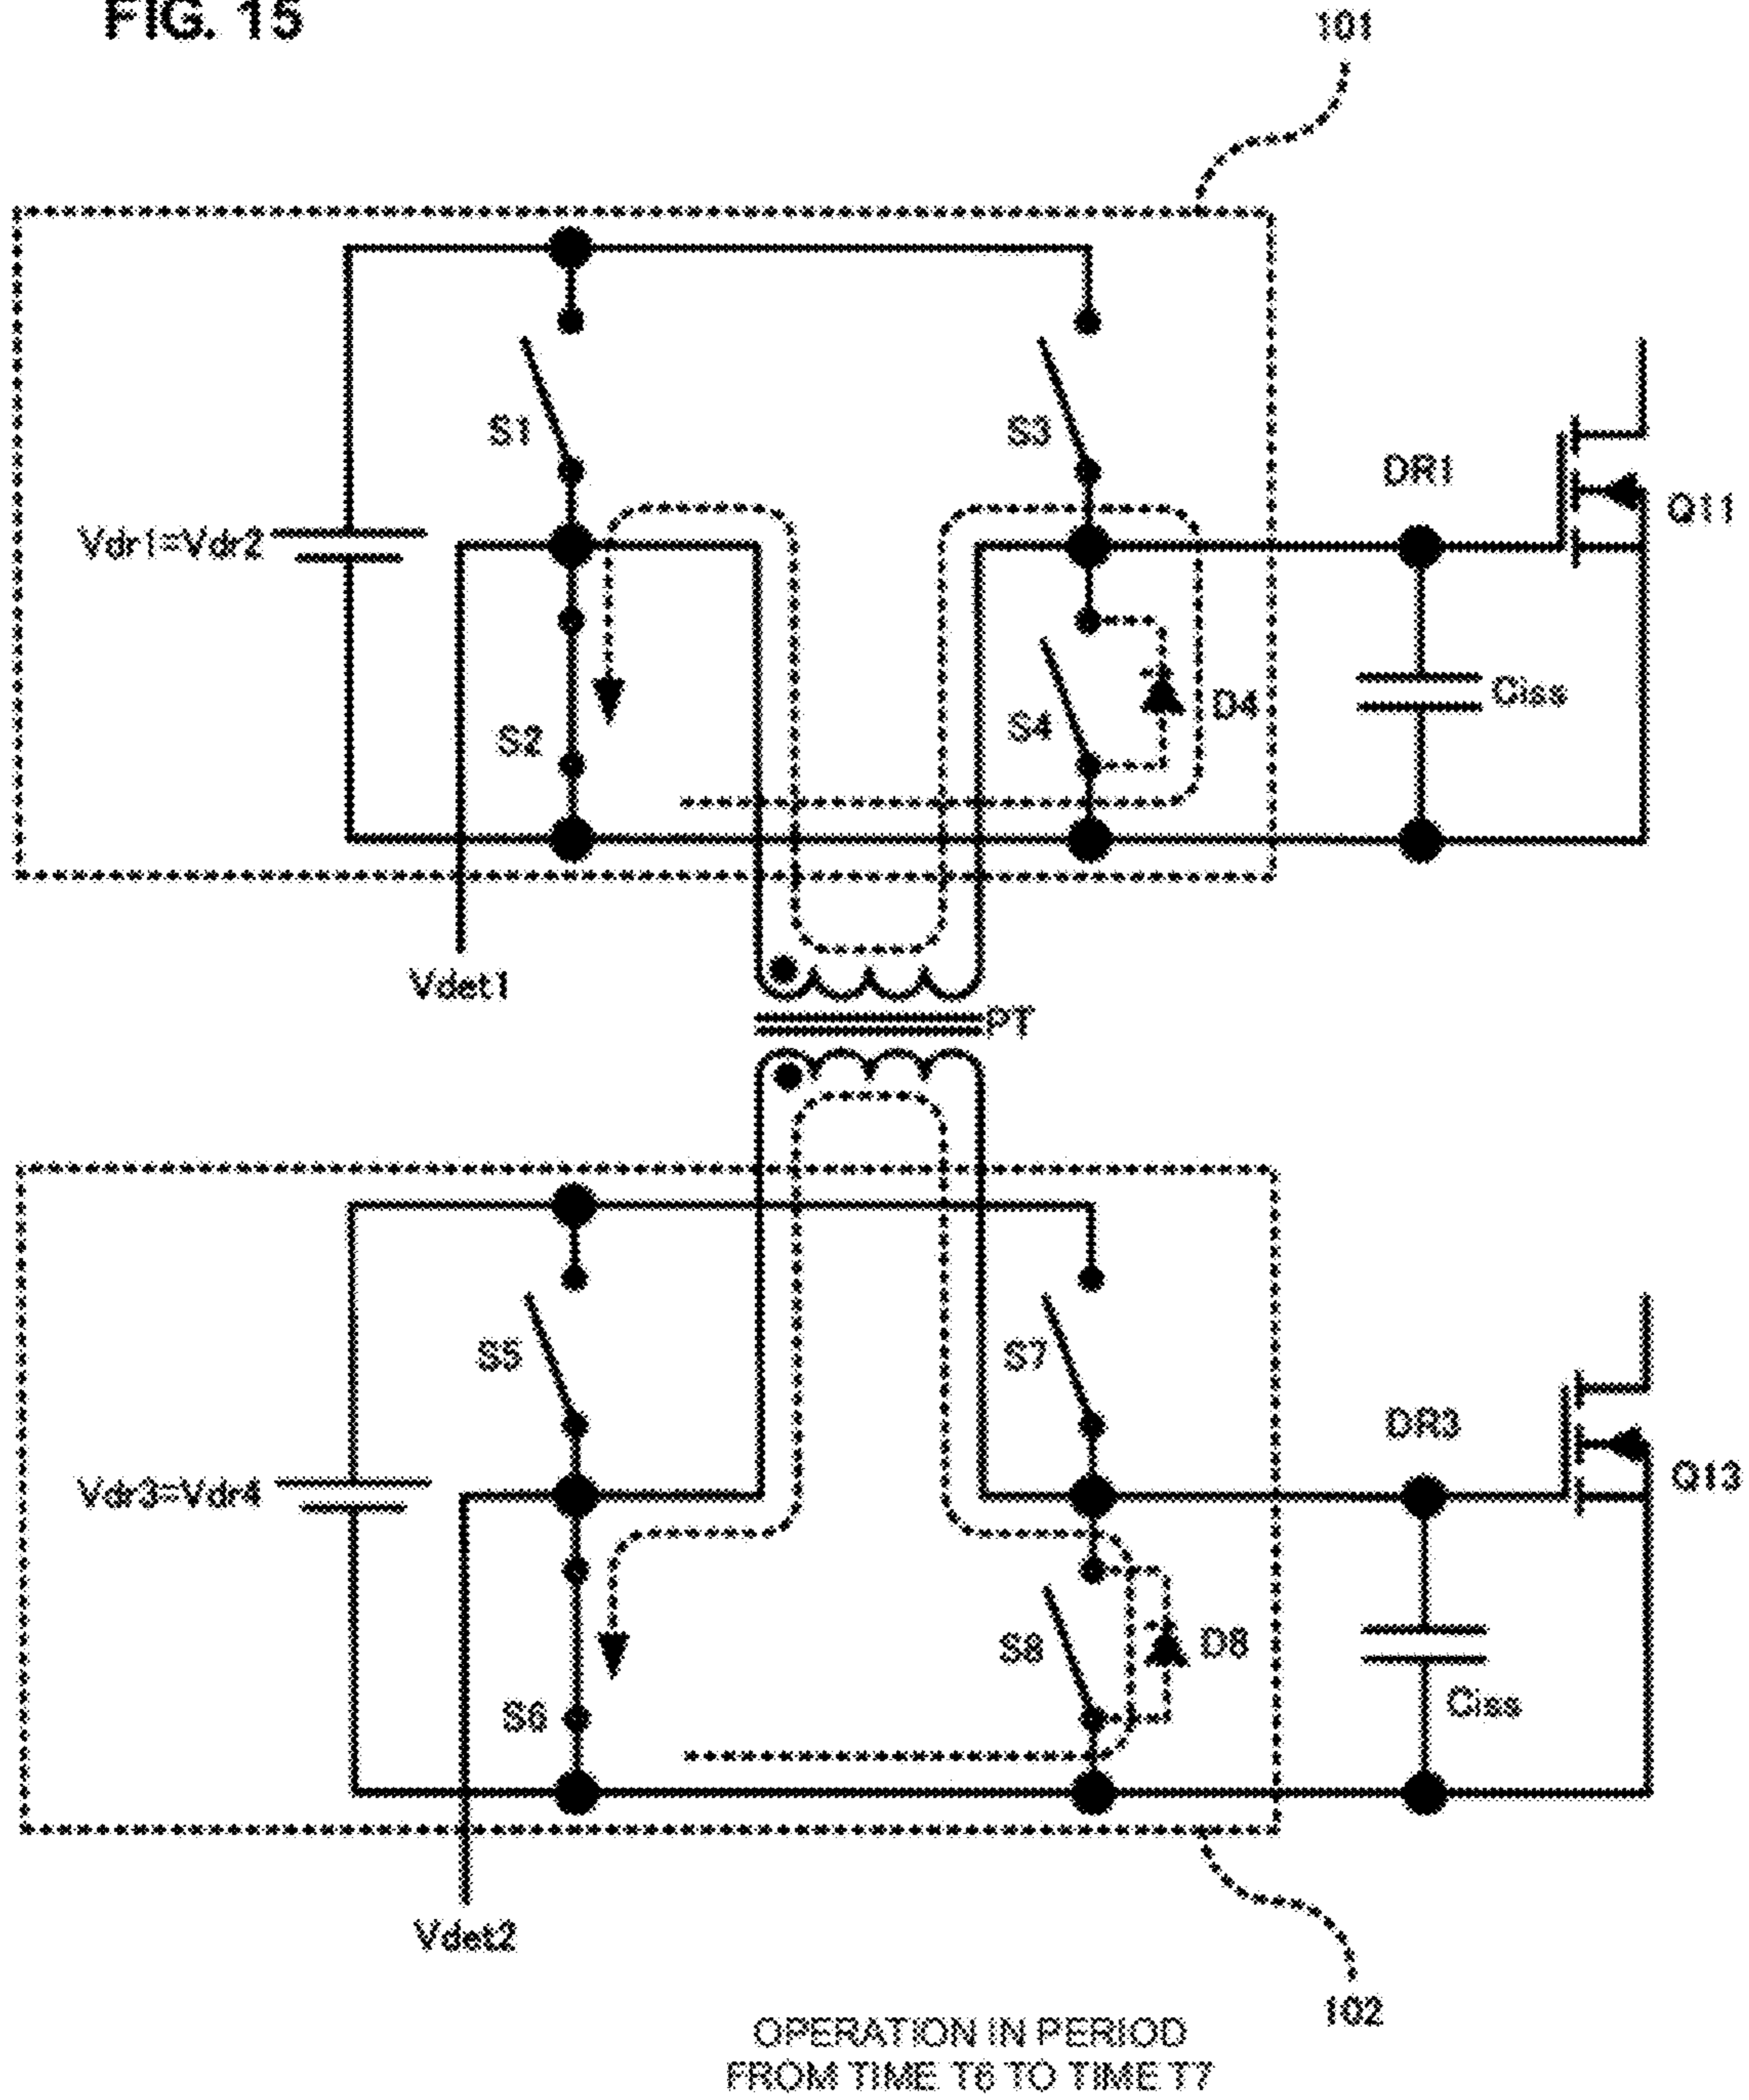 FIG. 15
101
S1
S3
DR1
Q11
Vdr1=Vdr2
S2
S4
D4
Ciss
Vdet1
PT
S5
S7
DR3
Q13
Vdr3=Vdr4
S6
S8
D8
Ciss
Vdet2
102
OPERATION IN PERIOD
FROM TIME T6 TO TIME T7